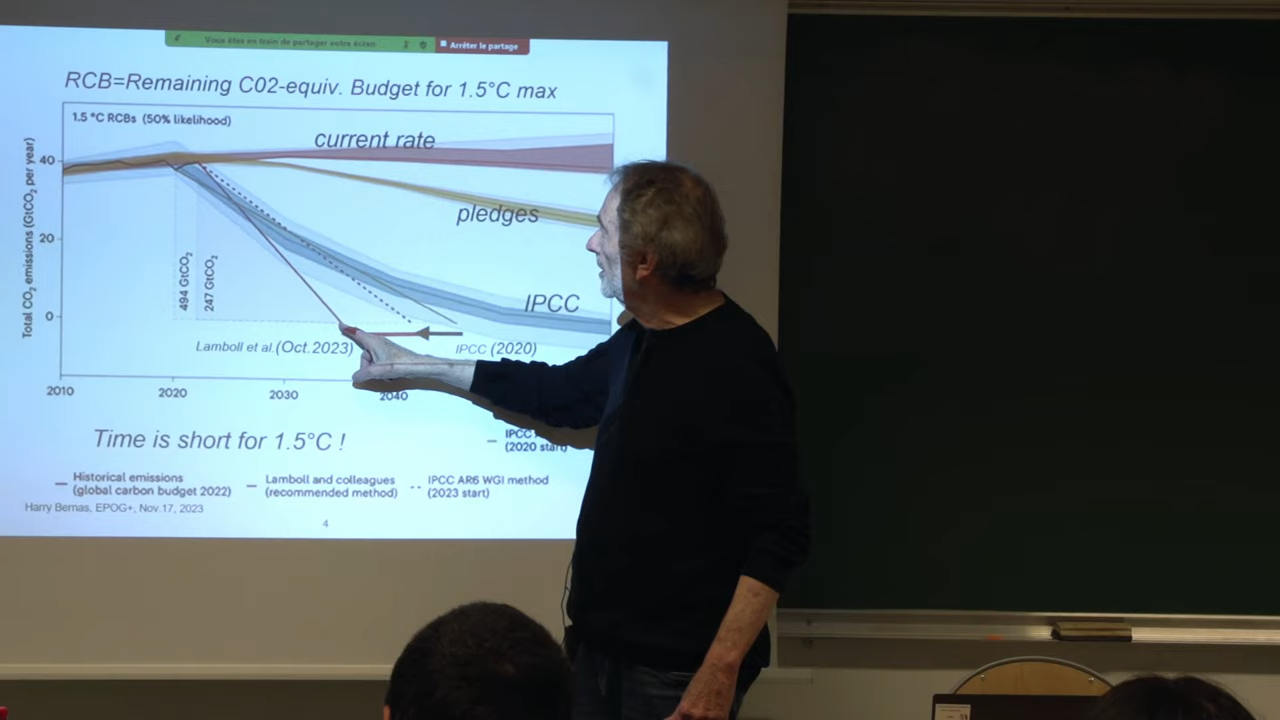 Vous êtes en train de partager votre écran
Arrêter le partage
RCB=Remaining C02-equiv. Budget for 1.5°C max
1.5 °C RCBs (50% likelihood)
current rate
Total CO₂ emissions (GtCO₂ per year)
40
20
0
pledges
494 GtCO₂
247 GtCO₂
IPCC
Lamboll et al.(Oct.2023)
IPCC (2020)
2010
2020
2030
2040
Time is short for 1.5°C !
IPCC
(2020 start)
Historical emissions
(global carbon budget 2022)
Lamboll and colleagues
(recommended method)
IPCC AR6 WGI method
(2023 start)
Harry Bernas, EPOG+, Nov.17, 2023
4